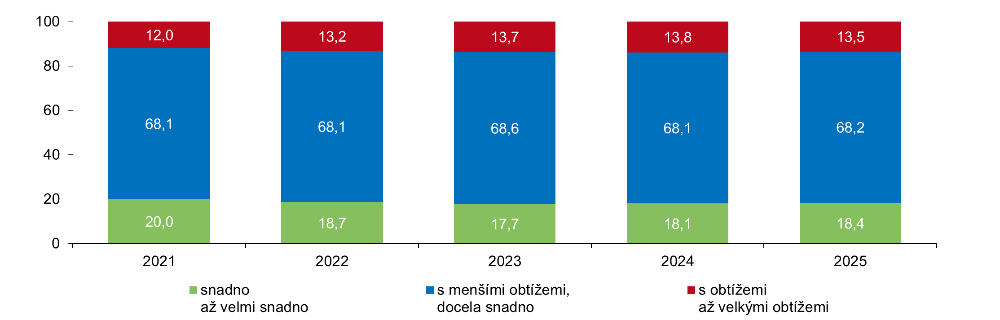 100
80
60
40
20
0
12,0 13,2 13,7 13,8 13,5
68,1 68,1 68,6 68,1 68,2
20,0 18,7 17,7 18,1 18,4
2021 2022 2023 2024 2025
snadno
až velmi snadno
s menšími obtížemi,
docela snadno
s obtížemi
až velkými obtížemi